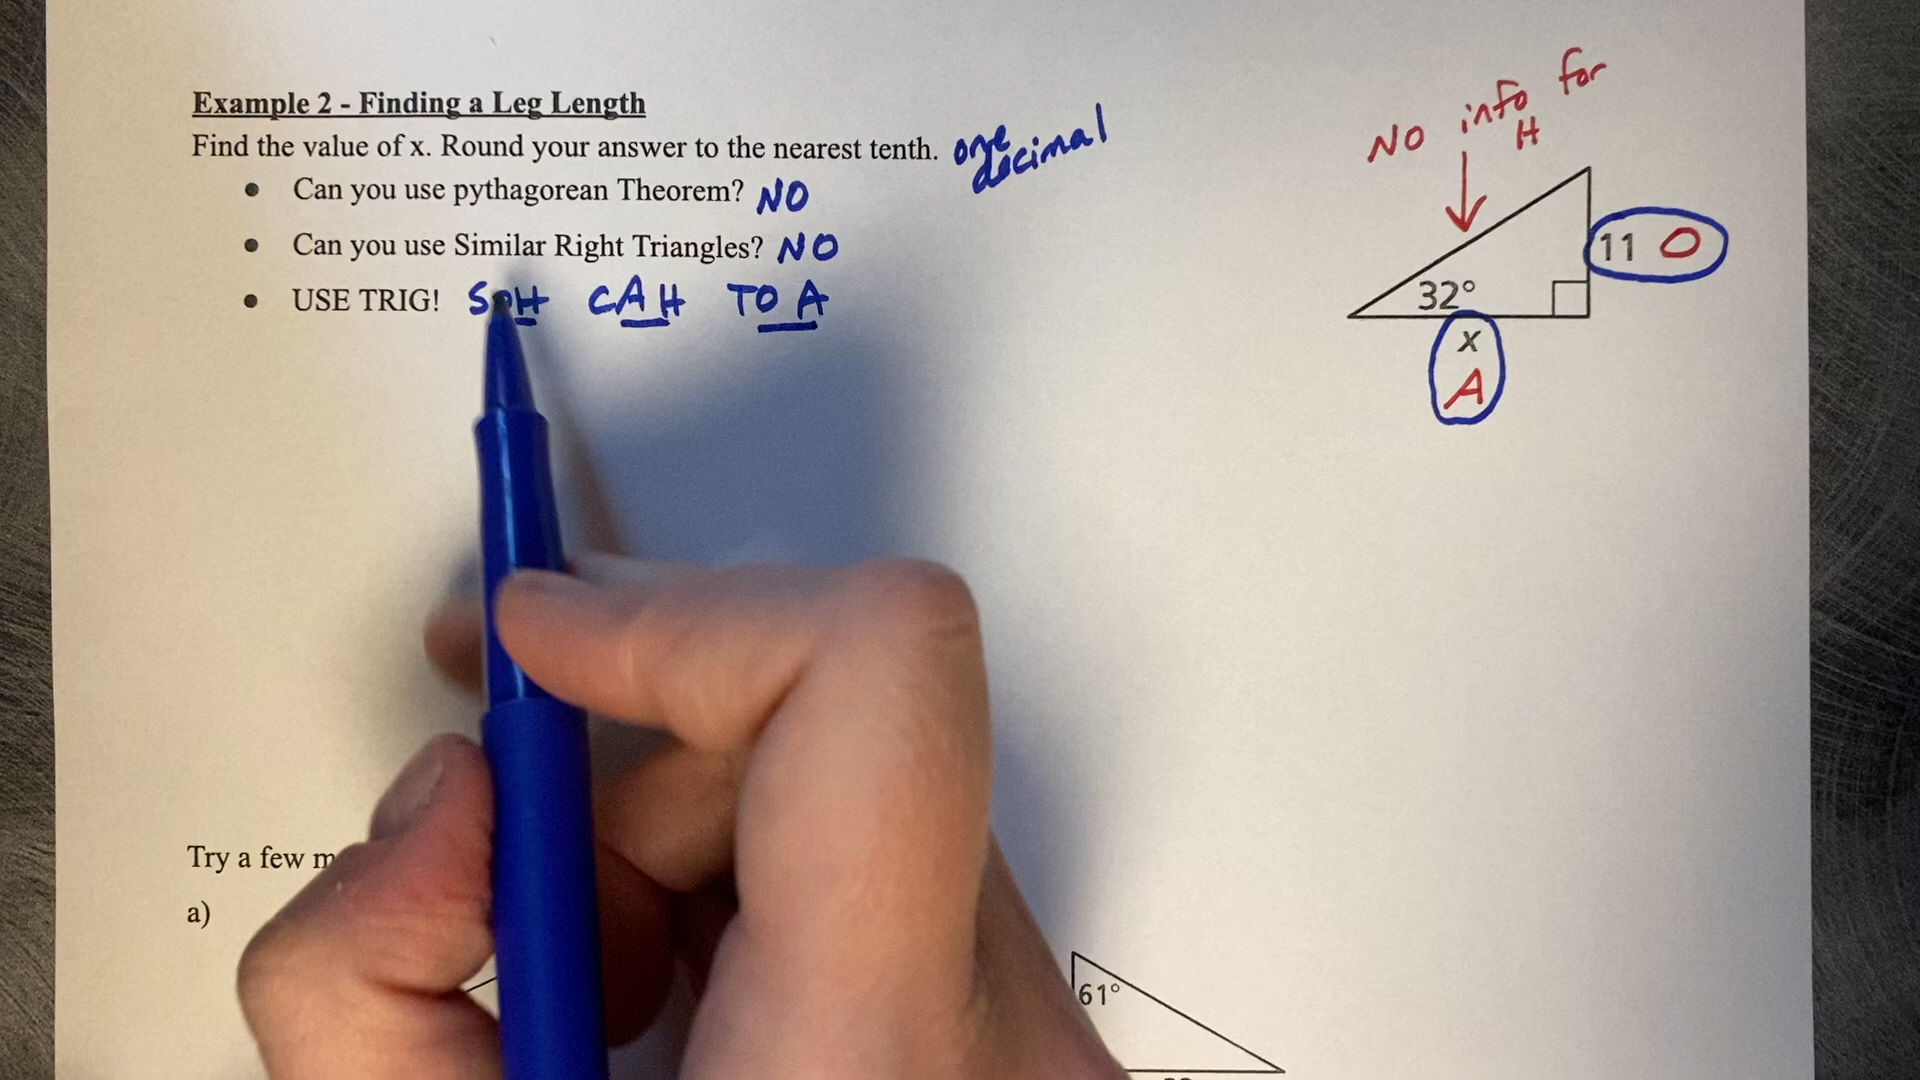 Example 2 - Finding a Leg Length
Find the value of x. Round your answer to the nearest tenth. one decimal
• Can you use pythagorean Theorem? NO
• Can you use Similar Right Triangles? NO
• USE TRIG! SOH CAH TOA
NO info for
H
11 O
32°
x
A
Try a few
a)
61°